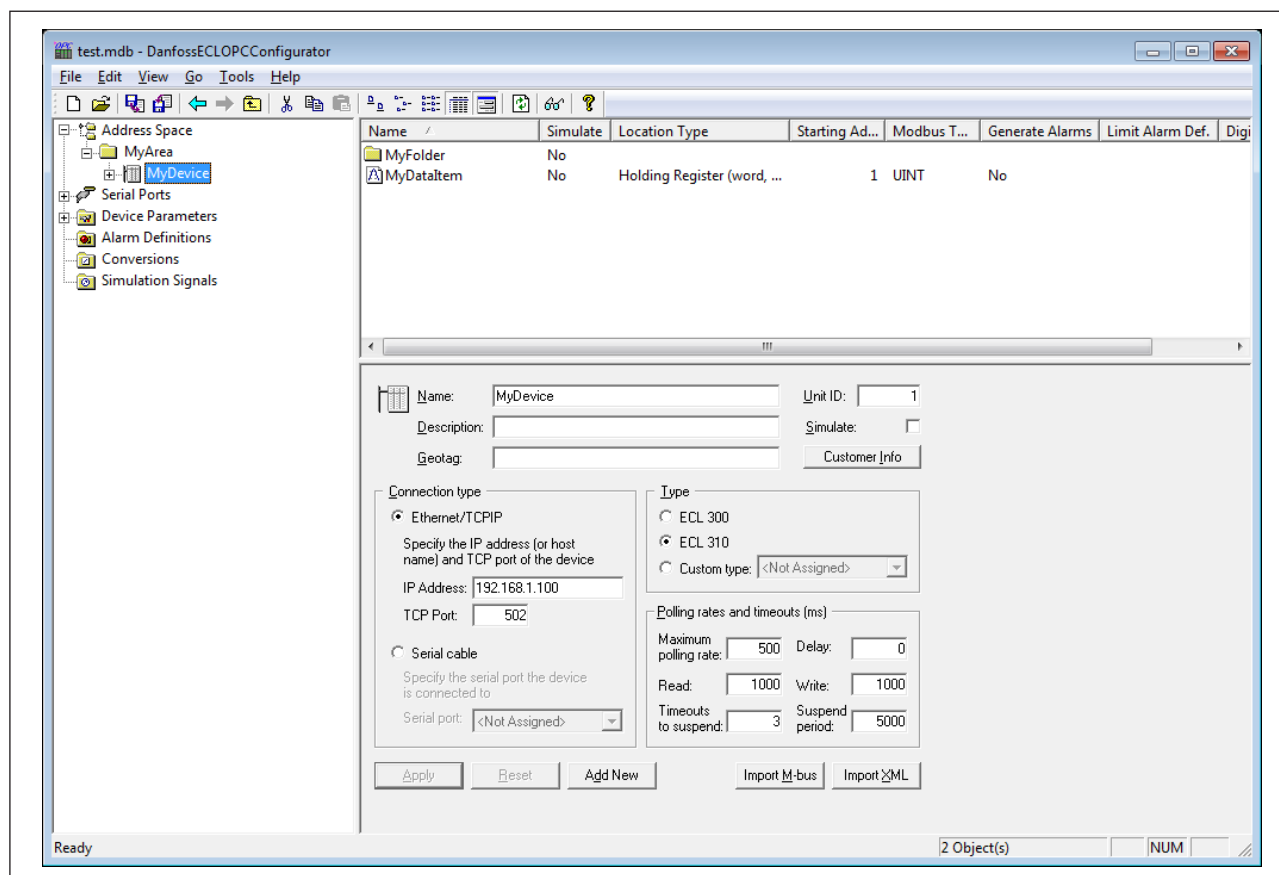 test.mdb - DanfossECLOPCConfigurator
File Edit View Go Tools Help
Address Space
MyArea
MyDevice
Serial Ports
Device Parameters
Alarm Definitions
Conversions
Simulation Signals
Name Simulate Location Type Starting Ad... Modbus T... Generate Alarms Limit Alarm Def. Digi
MyFolder No
MyDataItem No Holding Register (word, ... 1 UINT No
Name: MyDevice Unit ID: 1
Description: Simulate:
Geotag: Customer Info
Connection type
Ethernet/TCPIP
Specify the IP address (or host
name) and TCP port of the device
IP Address: 192.168.1.100
TCP Port: 502
Serial cable
Specify the serial port the device
is connected to
Serial port: <Not Assigned>
Type
ECL 300
ECL 310
Custom type: <Not Assigned>
Polling rates and timeouts (ms)
Maximum
polling rate: 500 Delay: 0
Read: 1000 Write: 1000
Timeouts
to suspend: 3 Suspend
period: 5000
Apply Reset Add New Import M-bus Import XML
Ready 2 Object(s) NUM